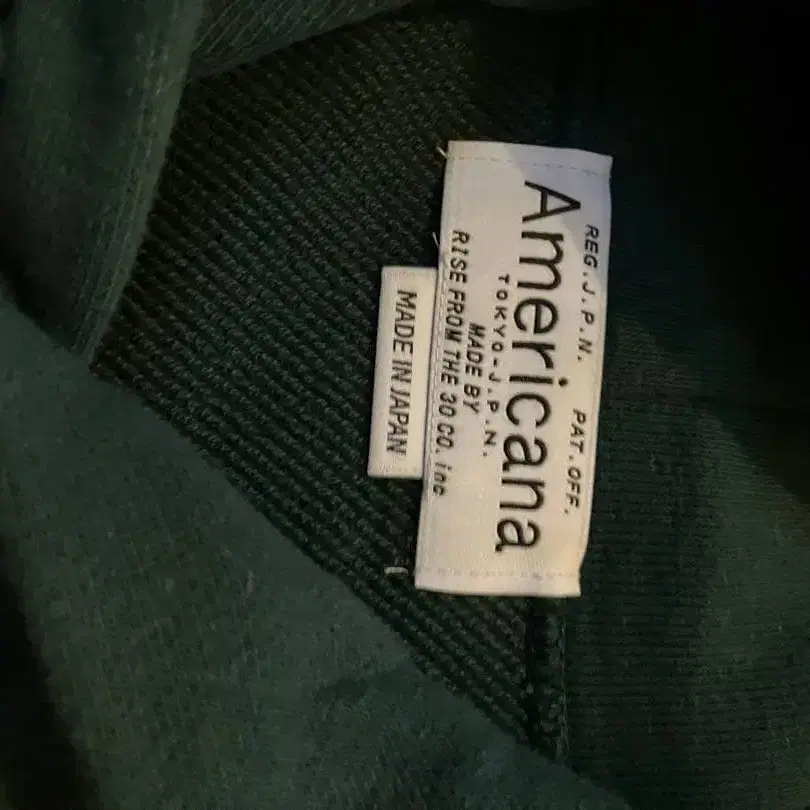 REG.J.P.N. PAT.OFF.
Americana
TOKYO-J.P.N.
MADE BY
RISE FROM THE 30 CO. inc
MADE IN JAPAN